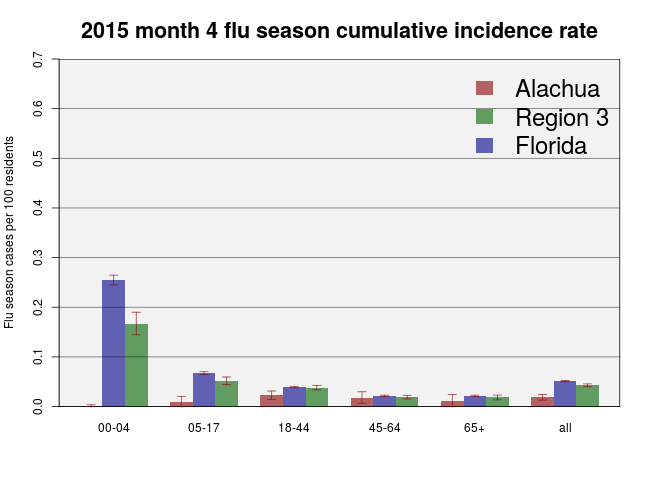 2015 month 4 flu season cumulative incidence rate
Flu season cases per 100 residents
0.7
0.6
0.5
0.4
0.3
0.2
0.1
0.0
Alachua
Region 3
Florida
00-04
05-17
18-44
45-64
65+
all